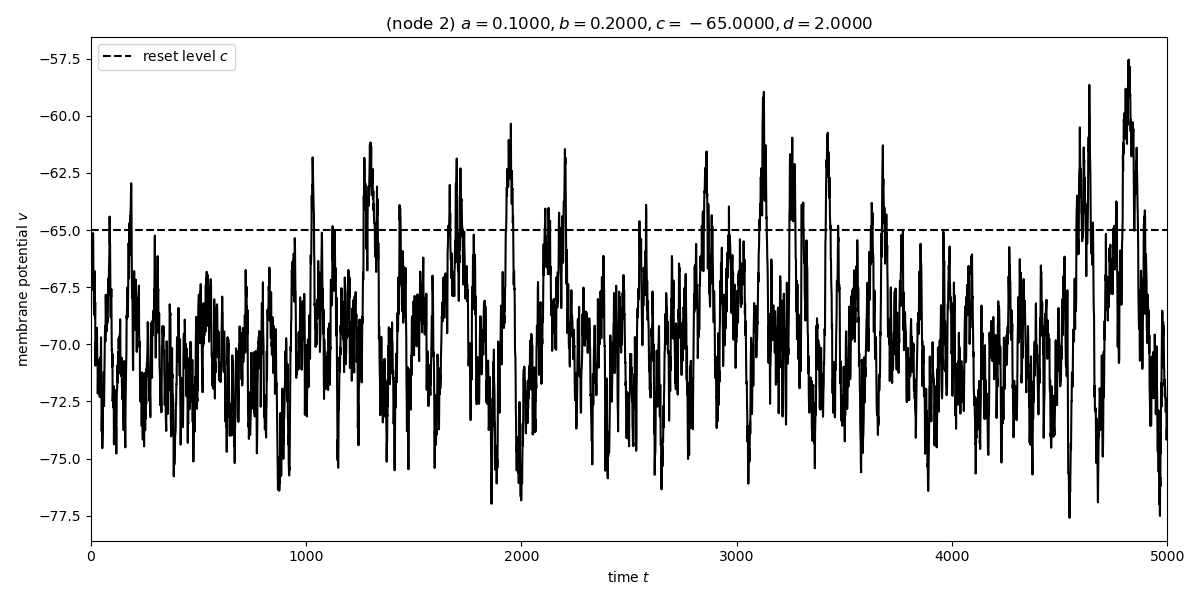 (node 2) a = 0.1000, b = 0.2000, c = −65.0000, d = 2.0000
reset level c
membrane potential v
−57.5
−60.0
−62.5
−65.0
−67.5
−70.0
−72.5
−75.0
−77.5
0 1000 2000 3000 4000 5000
time t